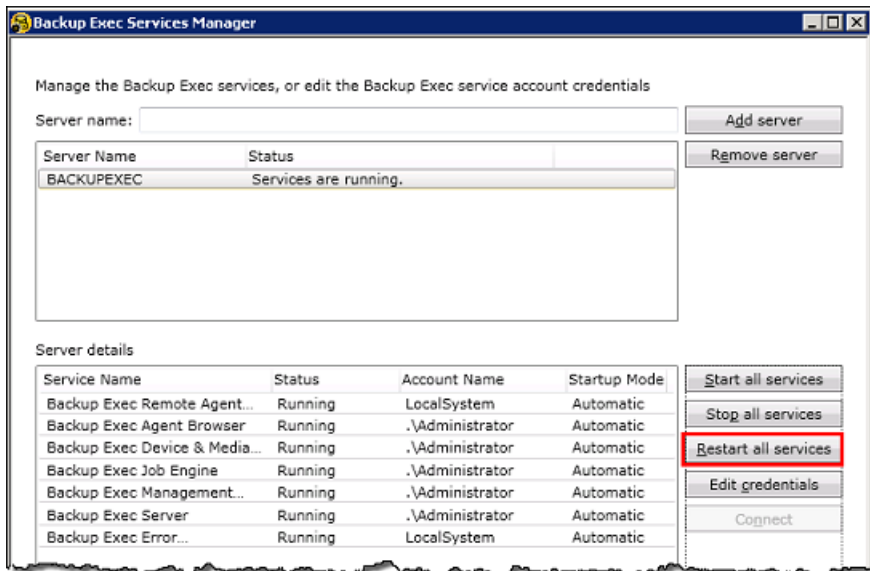 Backup Exec Services Manager
Manage the Backup Exec services, or edit the Backup Exec service account credentials
Server name:
Add server
Server Name Status
Remove server
BACKUPEXEC Services are running.
Server details
Service Name Status Account Name Startup Mode
Start all services
Backup Exec Remote Agent... Running LocalSystem Automatic
Backup Exec Agent Browser Running .\Administrator Automatic
Stop all services
Backup Exec Device & Media... Running .\Administrator Automatic
Restart all services
Backup Exec Job Engine Running .\Administrator Automatic
Backup Exec Management... Running .\Administrator Automatic
Edit credentials
Backup Exec Server Running .\Administrator Automatic
Connect
Backup Exec Error... Running LocalSystem Automatic